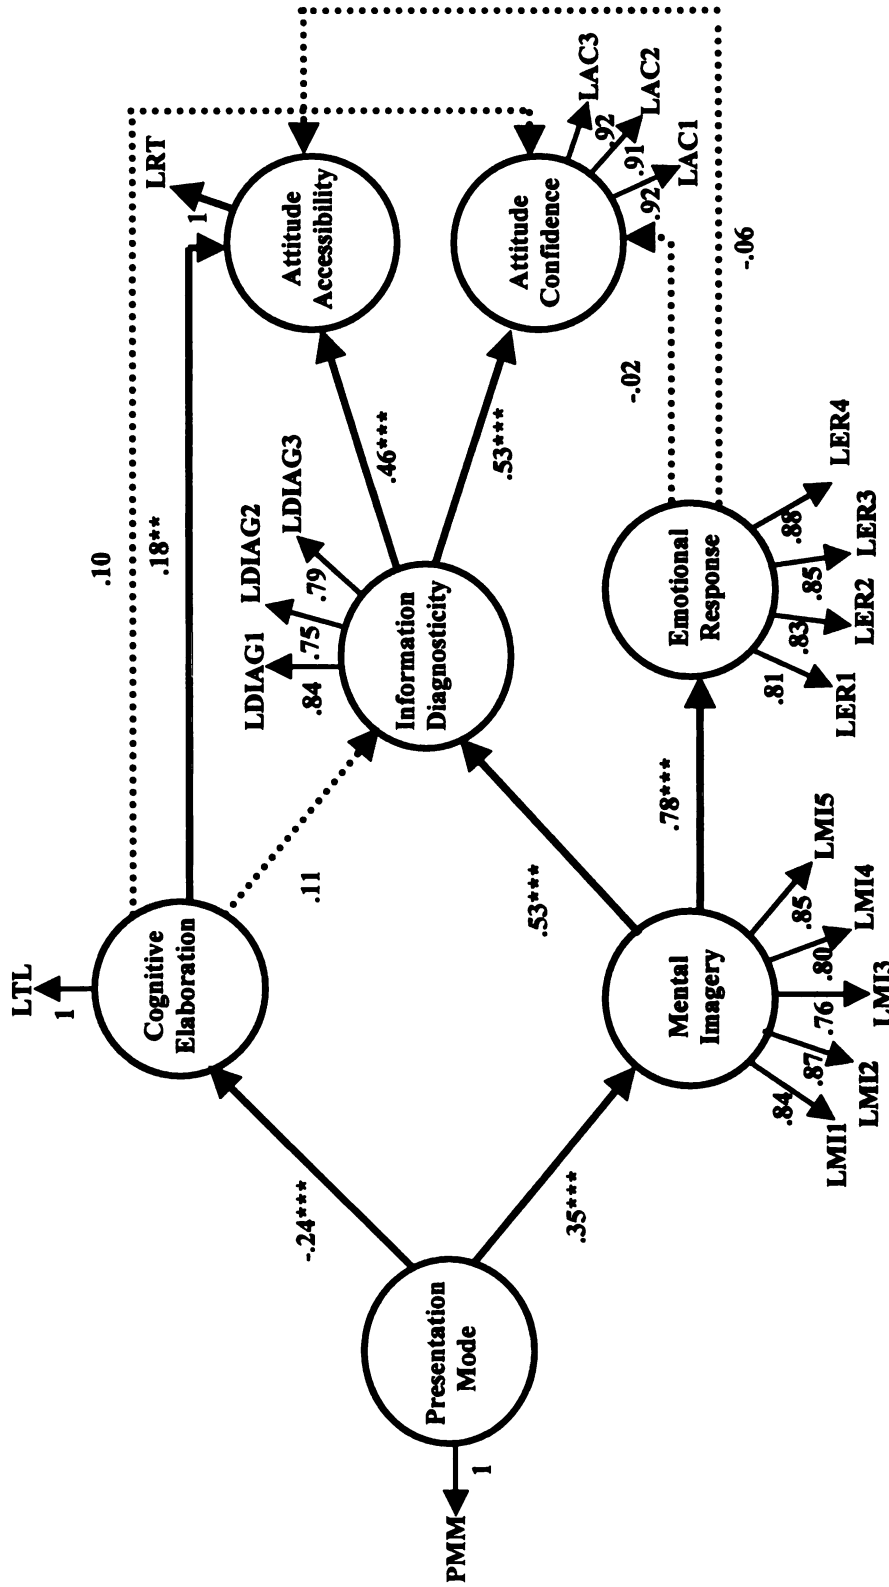 LTL
1
.10
LRT
.18**
Cognitive
Elaboration
1
LDIAG1
LDIAG2
LDIAG3
Attitude
Accessibility
-.24***
.11
.84
.75
.79
.46***
Presentation
Mode
PMM
1
Information
Diagnosticity
.53***
.53***
Attitude
Confidence
LAC3
.92
LAC2
.91
LAC1
.92
.35***
.78***
-.02
-.06
Mental
Imagery
Emotional
Response
.84
.87
.76
.80
.85
.81
.83
.85
.88
LMI1
LMI2
LMI3
LMI4
LMI5
LER1
LER2
LER3
LER4